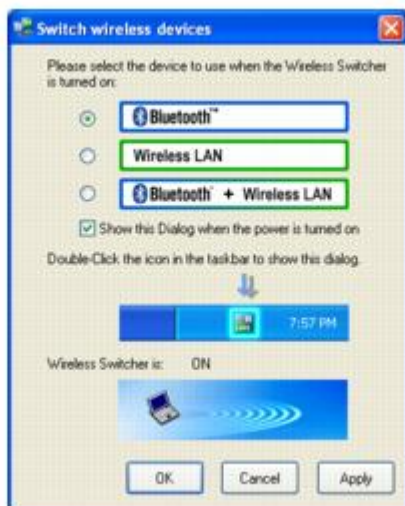 Switch wireless devices
Please select the device to use when the Wireless Switcher
is turned on:
Bluetooth™
Wireless LAN
Bluetooth + Wireless LAN
Show this Dialog when the power is turned on
Double-Click the icon in the taskbar to show this dialog.
7:57 PM
Wireless Switcher is: ON
OK Cancel Apply